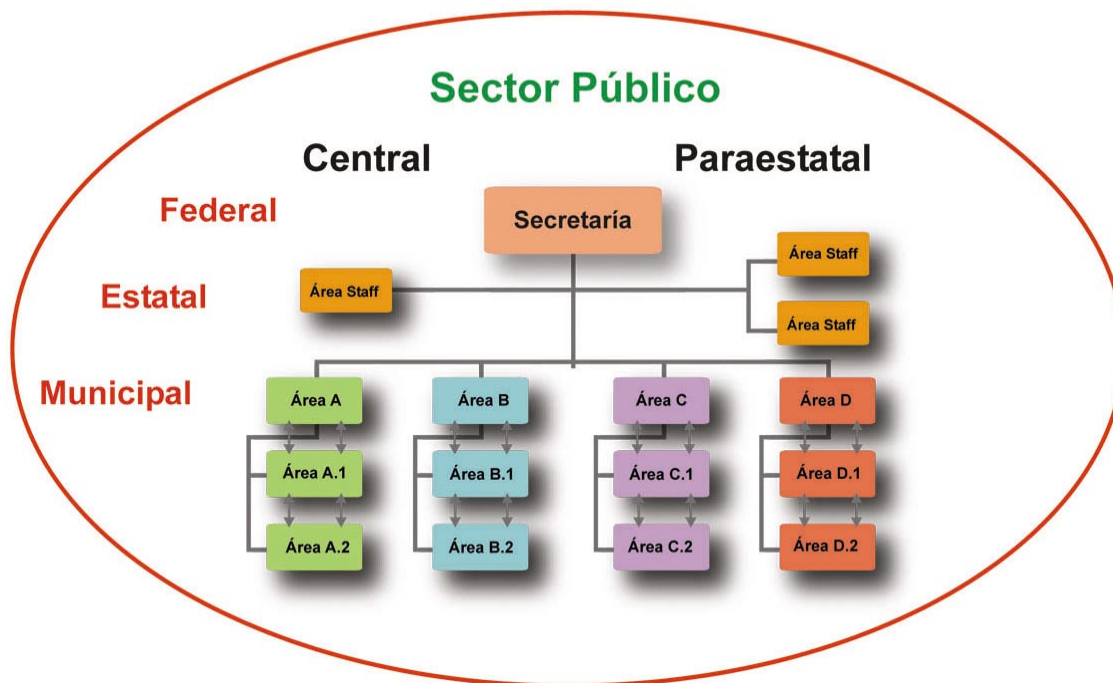 Sector Público
Central
Paraestatal
Federal
Secretaría
Área Staff
Estatal
Área Staff
Área Staff
Municipal
Área A
Área B
Área C
Área D
Área A.1
Área B.1
Área C.1
Área D.1
Área A.2
Área B.2
Área C.2
Área D.2